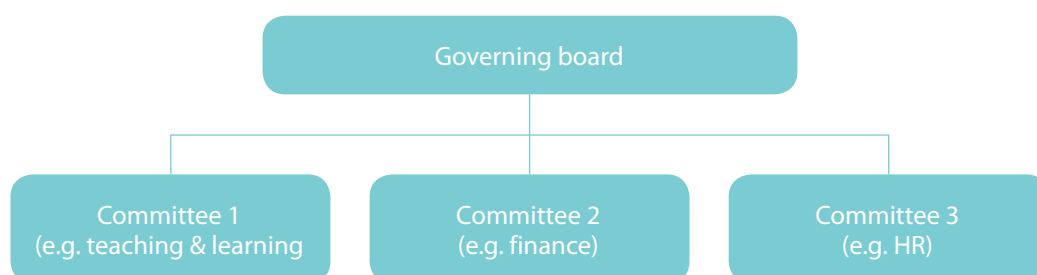 Governing board
Committee 1
(e.g. teaching & learning
Committee 2
(e.g. finance)
Committee 3
(e.g. HR)